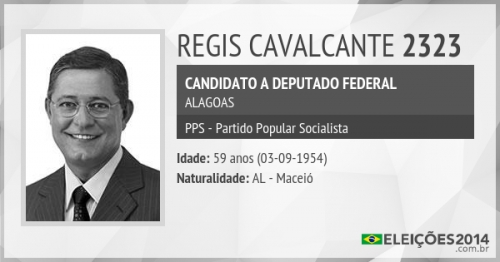 REGIS CAVALCANTE 2323
CANDIDATO A DEPUTADO FEDERAL
ALAGOAS
PPS - Partido Popular Socialista
Idade: 59 anos (03-09-1954)
Naturalidade: AL - Maceió
ELEIÇÕES2014
.com.br